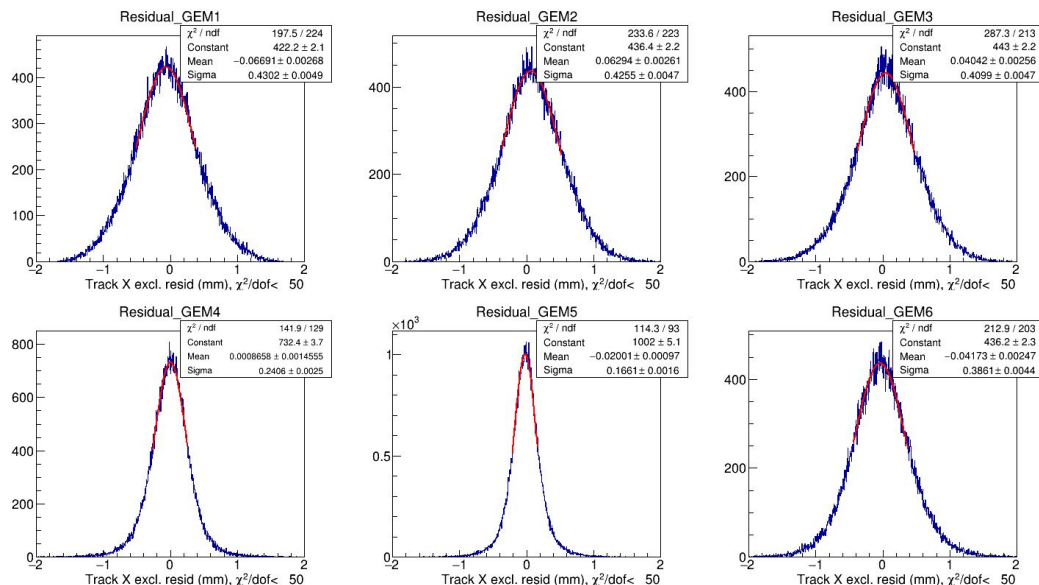 Residual_GEM1
χ² / ndf 197.5 / 224
Constant 422.2 ± 2.1
Mean −0.06691 ± 0.00268
Sigma 0.4302 ± 0.0049
400
300
200
100
0
−2 −1 0 1 2
Track X excl. resid (mm), χ²/dof< 50
Residual_GEM2
χ² / ndf 233.6 / 223
Constant 436.4 ± 2.2
Mean 0.06294 ± 0.00261
Sigma 0.4255 ± 0.0047
400
200
0
−2 −1 0 1 2
Track X excl. resid (mm), χ²/dof< 50
Residual_GEM3
χ² / ndf 287.3 / 213
Constant 443 ± 2.2
Mean 0.04042 ± 0.00256
Sigma 0.4099 ± 0.0047
400
200
0
−2 −1 0 1 2
Track X excl. resid (mm), χ²/dof< 50
Residual_GEM4
χ² / ndf 141.9 / 129
Constant 732.4 ± 3.7
Mean 0.0008658 ± 0.0014555
Sigma 0.2406 ± 0.0025
800
600
400
200
0
−2 −1 0 1 2
Track X excl. resid (mm), χ²/dof< 50
Residual_GEM5
×10³
χ² / ndf 114.3 / 93
Constant 1002 ± 5.1
Mean −0.02001 ± 0.00097
Sigma 0.1661 ± 0.0016
1
0.5
0
−2 −1 0 1 2
Track X excl. resid (mm), χ²/dof< 50
Residual_GEM6
χ² / ndf 212.9 / 203
Constant 436.2 ± 2.3
Mean −0.04173 ± 0.00247
Sigma 0.3861 ± 0.0044
400
200
0
−2 −1 0 1 2
Track X excl. resid (mm), χ²/dof< 50